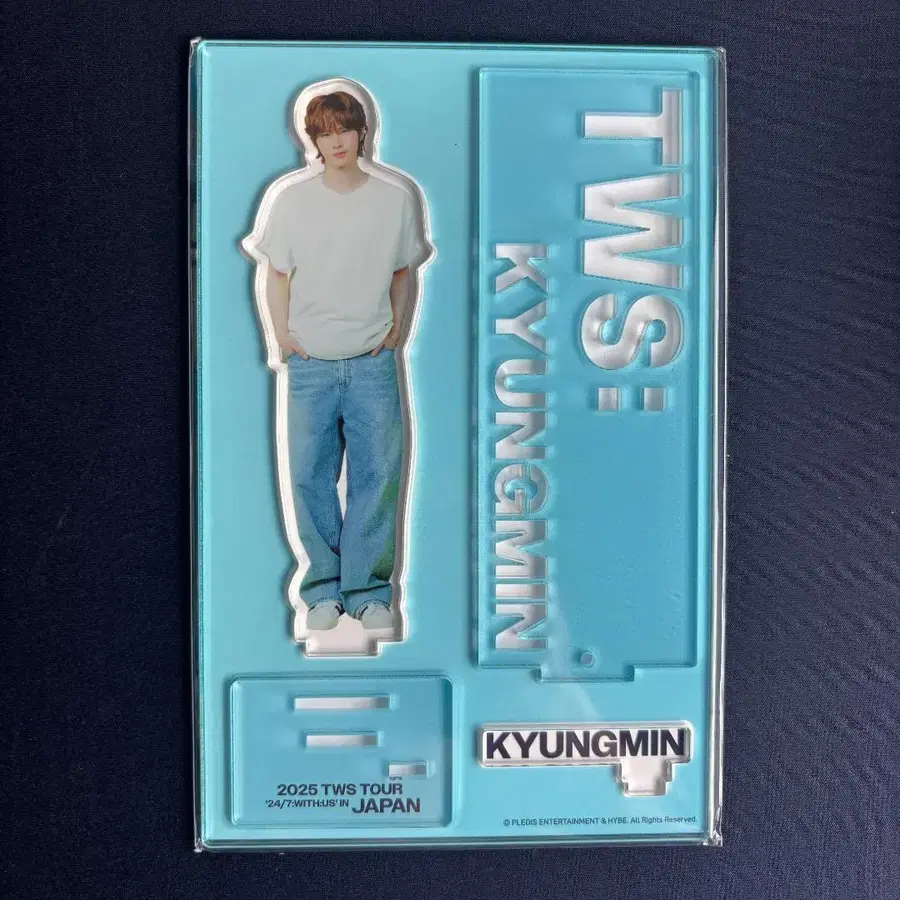 TWS:
KYUNGMIN
2025 TWS TOUR
'24/7:WITH:US' IN JAPAN
KYUNGMIN
© PLEDIS ENTERTAINMENT & HYBE. All Rights Reserved.